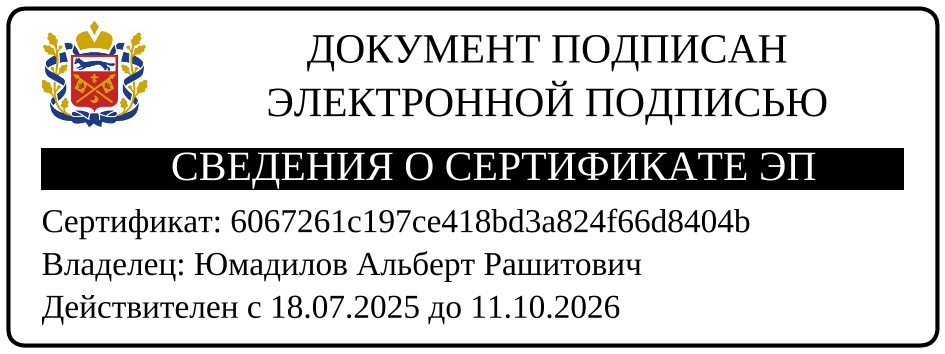 ДОКУМЕНТ ПОДПИСАН
ЭЛЕКТРОННОЙ ПОДПИСЬЮ
СВЕДЕНИЯ О СЕРТИФИКАТЕ ЭП
Сертификат: 6067261c197ce418bd3a824f66d8404b
Владелец: Юмадилов Альберт Рашитович
Действителен с 18.07.2025 до 11.10.2026